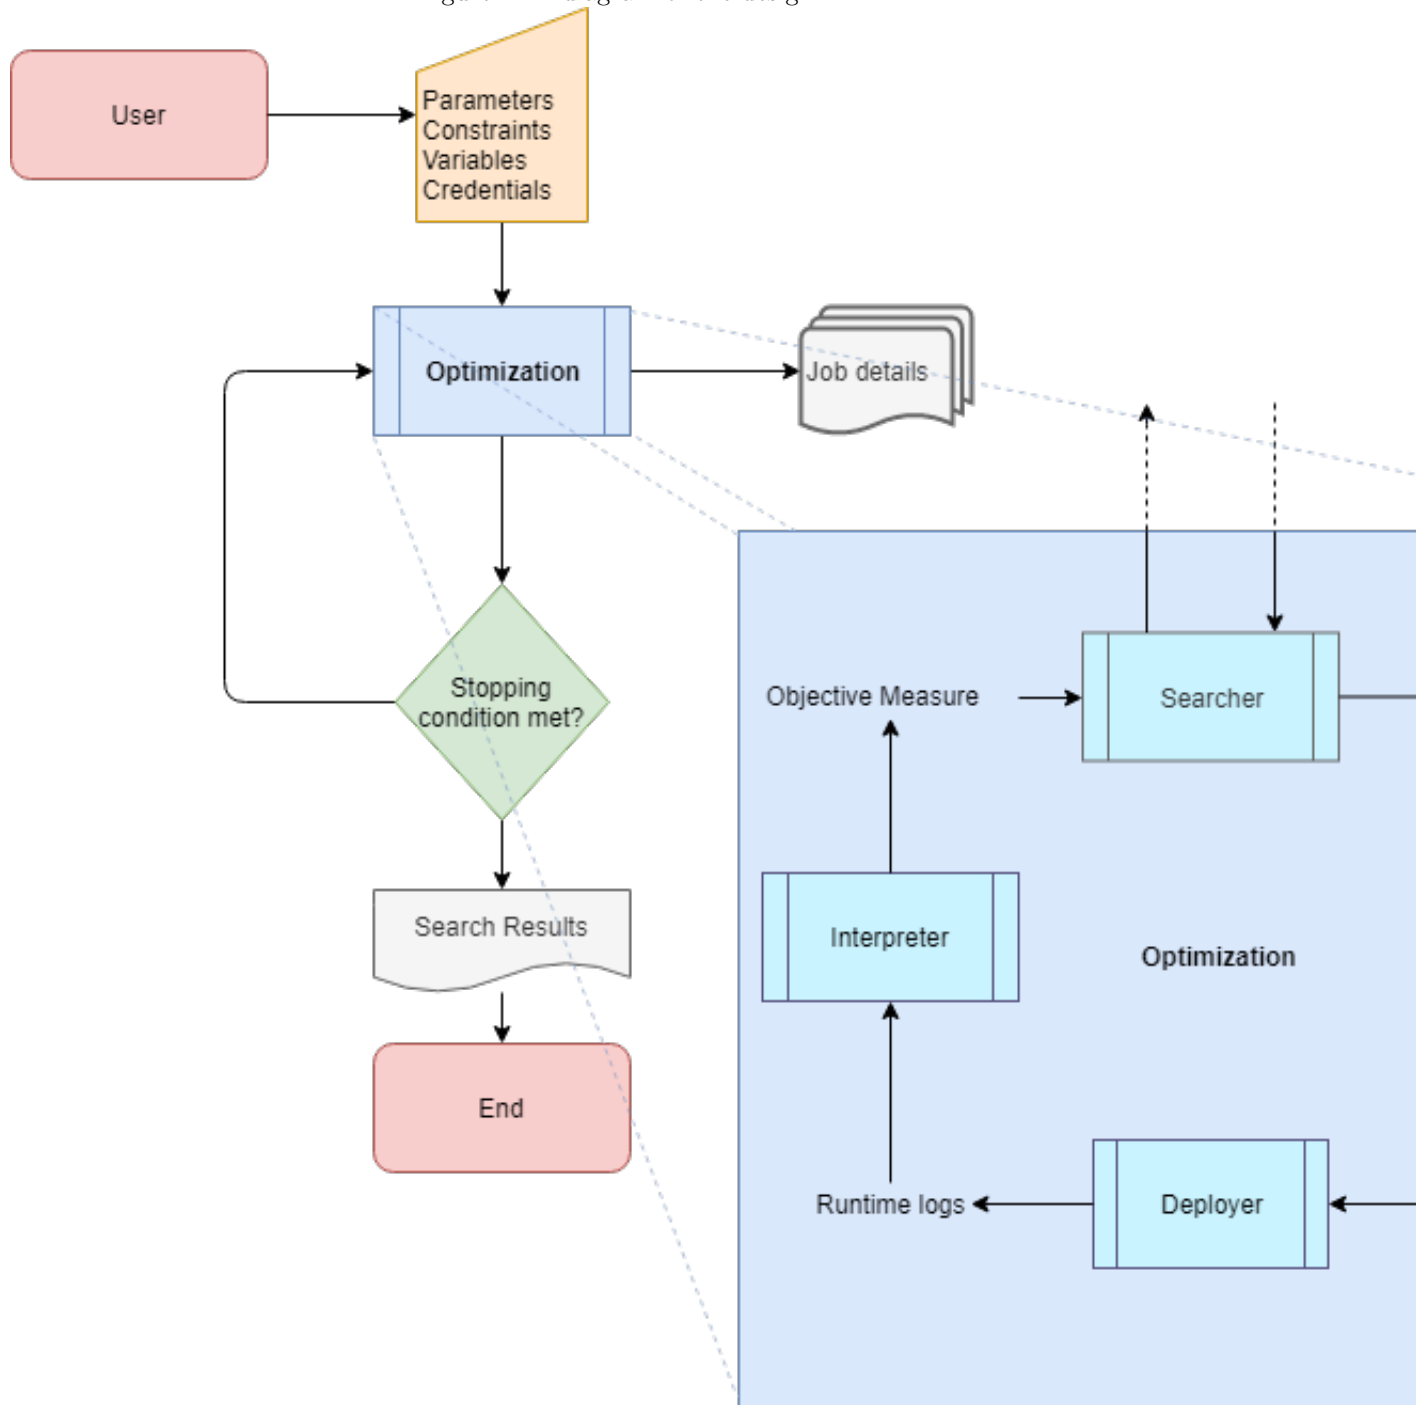 User
Parameters
Constraints
Variables
Credentials
Optimization
Job details
Stopping
condition met?
Search Results
End
Objective Measure
Searcher
Interpreter
Optimization
Runtime logs
Deployer